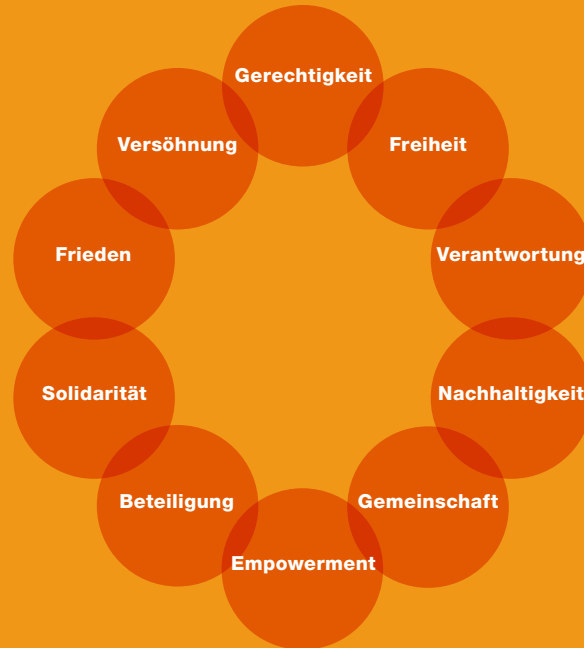 Gerechtigkeit
Versöhnung
Freiheit
Frieden
Verantwortung
Solidarität
Nachhaltigkeit
Beteiligung
Gemeinschaft
Empowerment